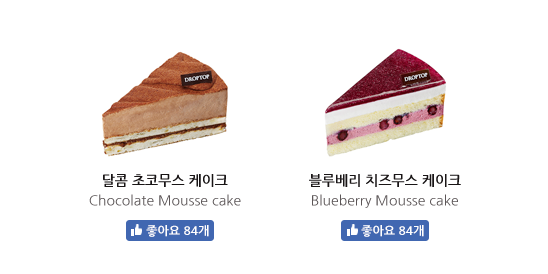 DROPTOP
DROPTOP
달콤 초코무스 케이크
Chocolate Mousse cake
좋아요 84개
블루베리 치즈무스 케이크
Blueberry Mousse cake
좋아요 84개